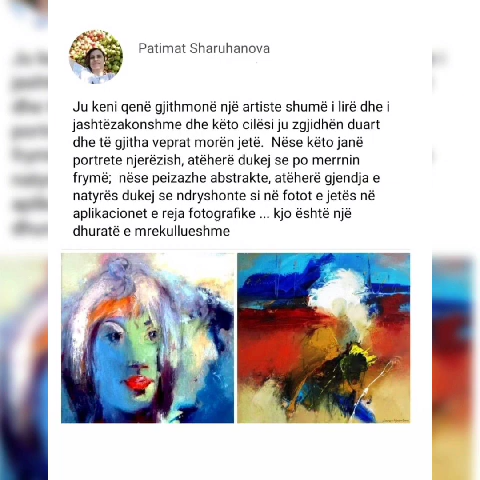 Patimat Sharuhanova
Ju keni qenë gjithmonë një artiste shumë i lirë dhe i
jashtëzakonshme dhe këto cilësi ju zgjidhën duart
dhe të gjitha veprat morën jetë.  Nëse këto janë
portrete njerëzish, atëherë dukej se po merrnin
frymë;  nëse peizazhe abstrakte, atëherë gjendja e
natyrës dukej se ndryshonte si në fotot e jetës në
aplikacionet e reja fotografike ... kjo është një
dhuratë e mrekullueshme